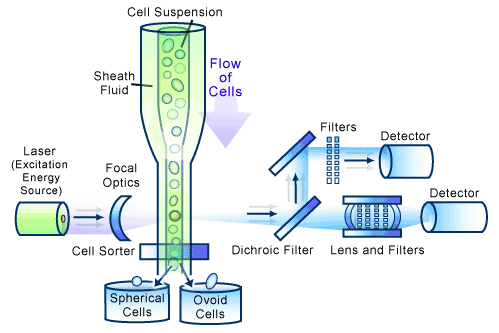 Cell Suspension
Sheath
Fluid
Flow
of
Cells
Laser
(Excitation
Energy
Source)
Focal
Optics
Filters
Detector
Detector
Cell Sorter
Dichroic Filter
Lens and Filters
Spherical
Cells
Ovoid
Cells